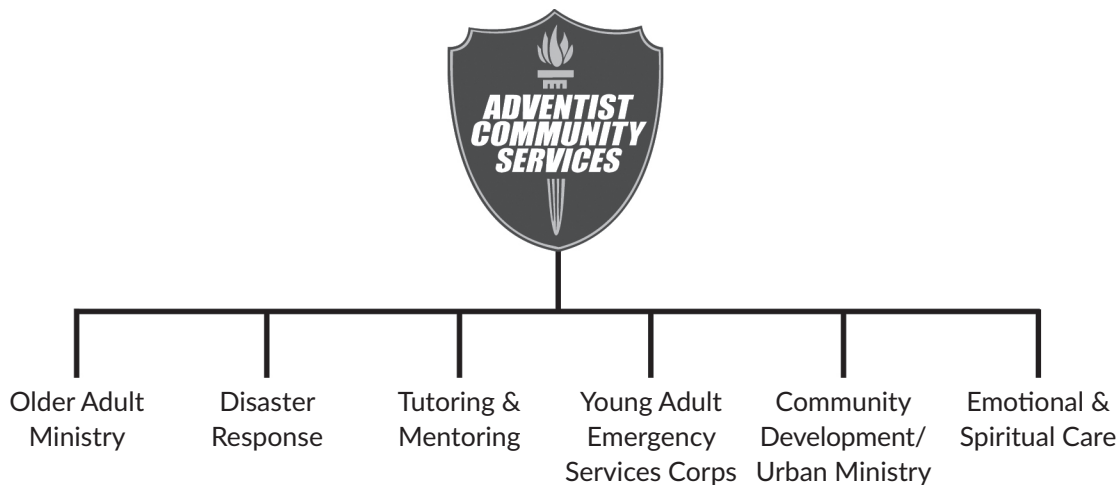 ADVENTIST
COMMUNITY
SERVICES
Older Adult
Ministry
Disaster
Response
Tutoring &
Mentoring
Young Adult
Emergency
Services Corps
Community
Development/
Urban Ministry
Emotional &
Spiritual Care